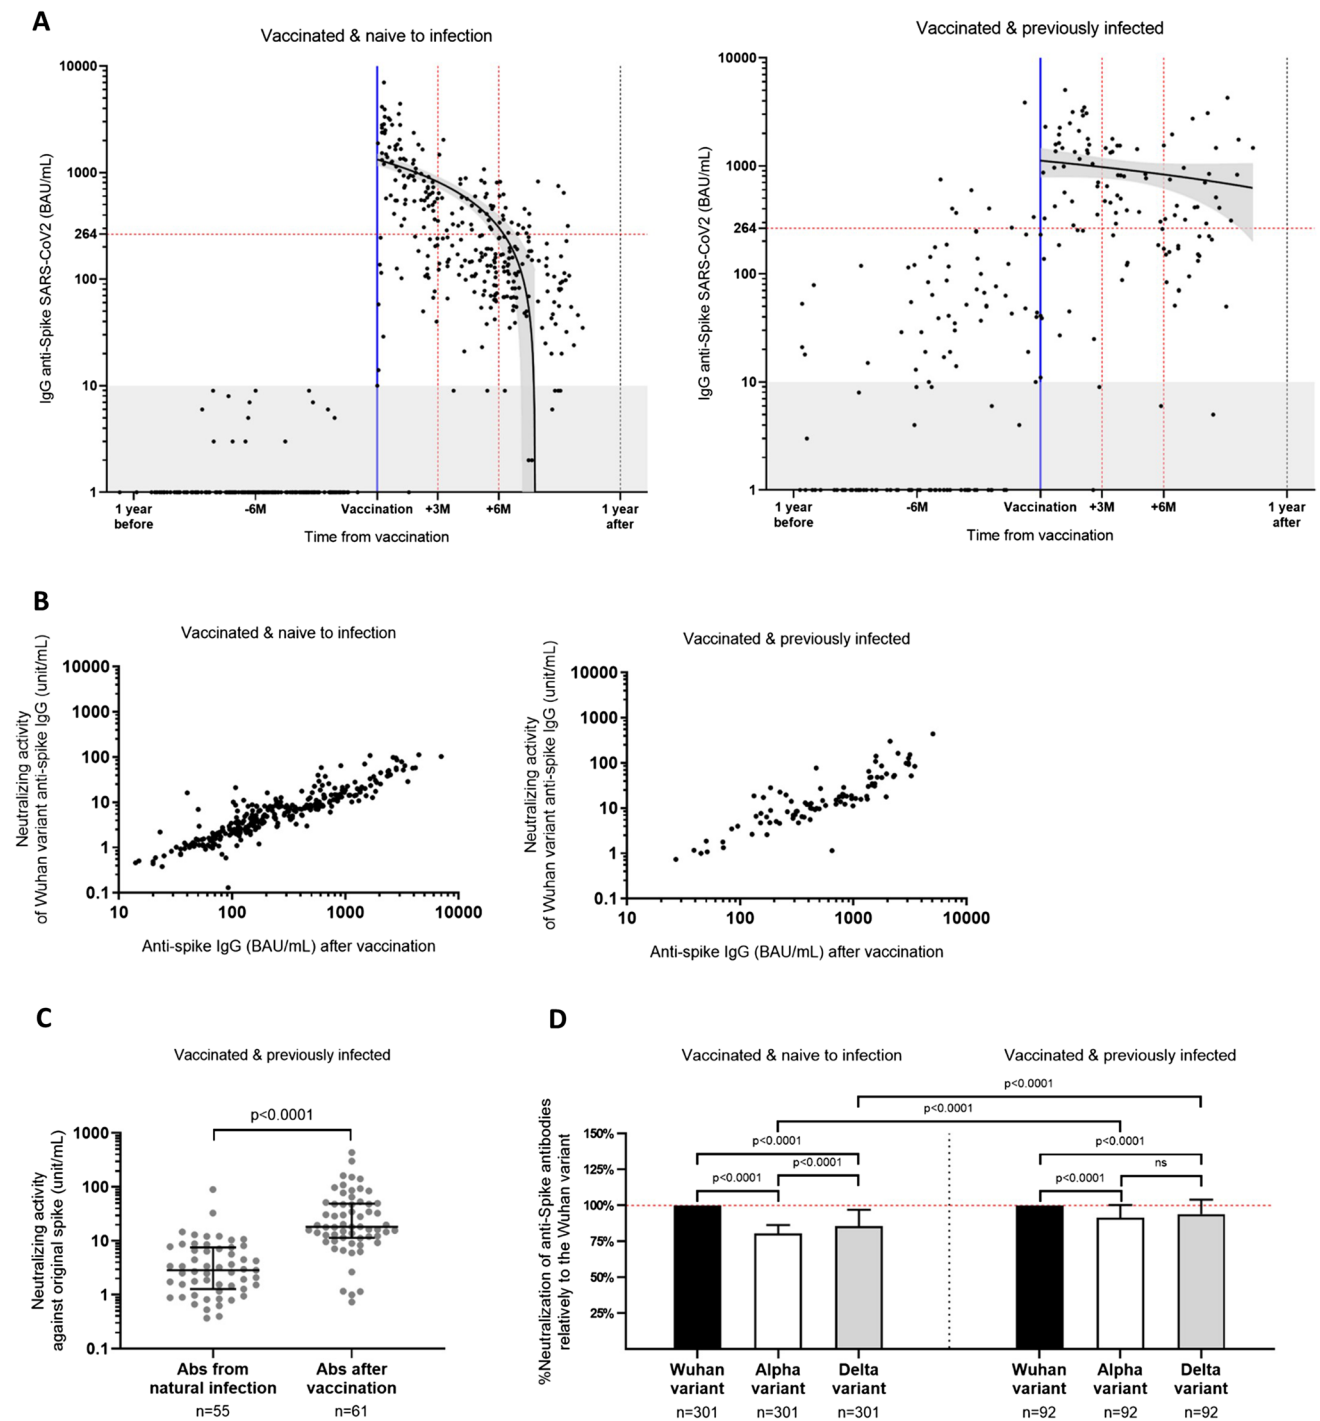 A
Vaccinated & naive to infection
IgG anti-Spike SARS-CoV2 (BAU/mL)
10000
1000
264
100
10
1
1 year before
-6M
Vaccination
+3M
+6M
1 year after
Time from vaccination
Vaccinated & previously infected
IgG anti-Spike SARS-CoV2 (BAU/mL)
10000
1000
264
100
10
1
1 year before
-6M
Vaccination
+3M
+6M
1 year after
Time from vaccination
B
Vaccinated & naive to infection
Neutralizing activity
of Wuhan variant anti-spike IgG (unit/mL)
10000
1000
100
10
1
0.1
10
100
1000
10000
Anti-spike IgG (BAU/mL) after vaccination
Vaccinated & previously infected
Neutralizing activity
of Wuhan variant anti-spike IgG (unit/mL)
10000
1000
100
10
1
0.1
10
100
1000
10000
Anti-spike IgG (BAU/mL) after vaccination
C
Vaccinated & previously infected
p<0.0001
Neutralizing activity
against original spike (unit/mL)
1000
100
10
1
0.1
Abs from
natural infection
n=55
Abs after
vaccination
n=61
D
Vaccinated & naive to infection
Vaccinated & previously infected
p<0.0001
p<0.0001
p<0.0001
p<0.0001
p<0.0001
p<0.0001
ns
p<0.0001
%Neutralization of anti-Spike antibodies
relatively to the Wuhan variant
150%
125%
100%
75%
50%
25%
Wuhan
variant
n=301
Alpha
variant
n=301
Delta
variant
n=301
Wuhan
variant
n=92
Alpha
variant
n=92
Delta
variant
n=92